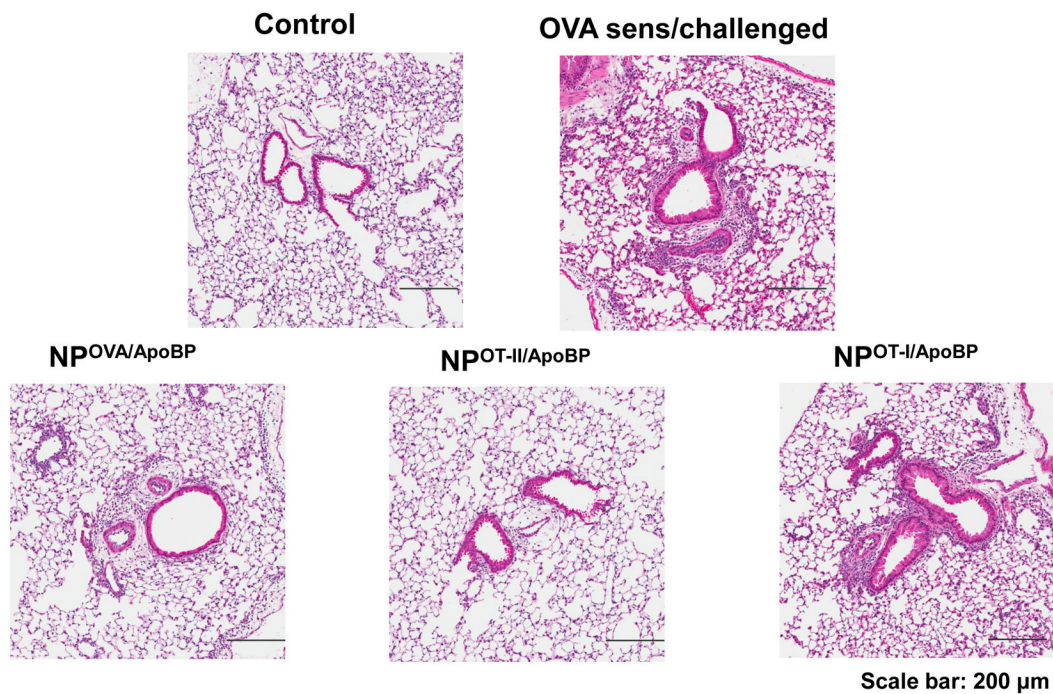 Control
OVA sens/challenged
NPOVA/ApoBP
NPOT-II/ApoBP
NPOT-I/ApoBP
Scale bar: 200 µm